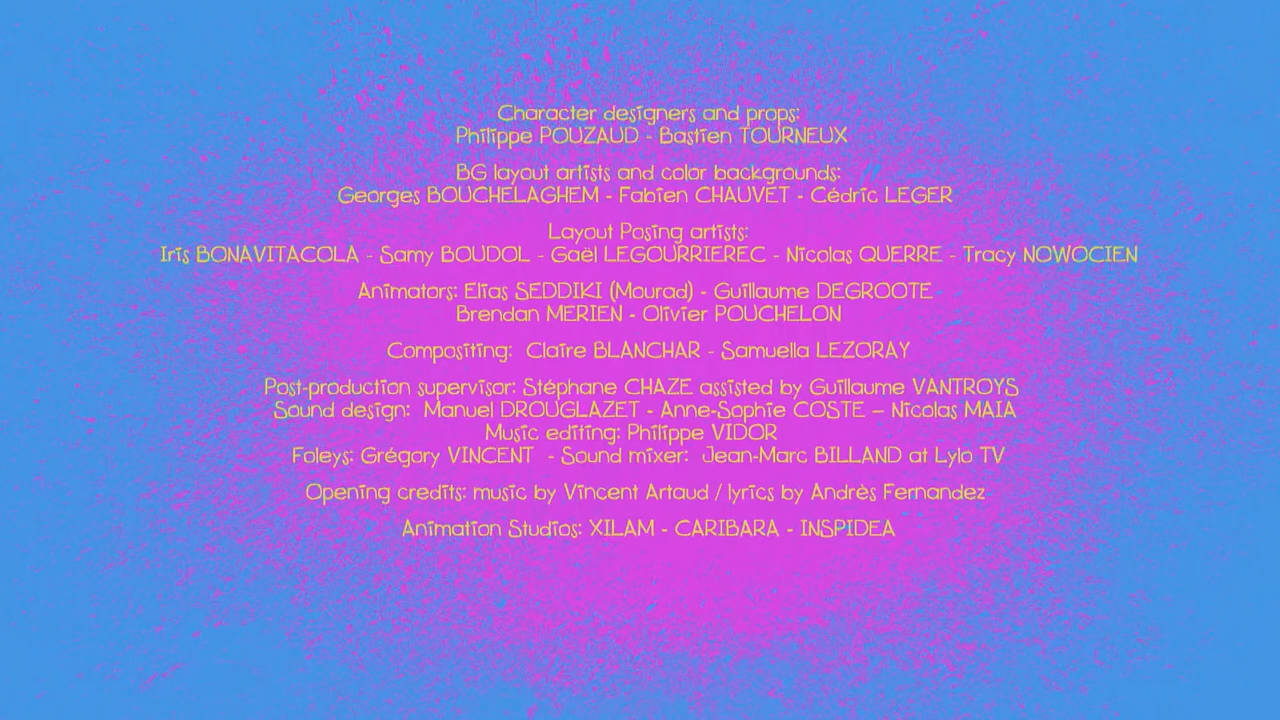 Character designers and props:
Philippe POUZAUD - Bastien TOURNEUX
BG layout artists and color backgrounds:
Georges BOUCHELAGHEM - Fabien CHAUVET - Cédric LEGER
Layout Posing artists:
Iris BONAVITACOLA - Samy BOUDOL - Gaël LEGOURRIEREC - Nicolas QUERRE - Tracy NOWOCIEN
Animators: Elias SEDDIKI (Mourad) - Guillaume DEGROOTE
Brendan MERIEN - Olivier POUCHELON
Compositing:  Claire BLANCHAR - Samuella LEZORAY
Post-production supervisor: Stéphane CHAZE assisted by Guillaume VANTROYS
Sound design:  Manuel DROUGLAZET - Anne-Sophie COSTE – Nicolas MAIA
Music editing: Philippe VIDOR
Foleys: Grégory VINCENT  - Sound mixer:  Jean-Marc BILLAND at Lylo TV
Opening credits: music by Vincent Artaud / lyrics by Andrès Fernandez
Animation Studios: XILAM - CARIBARA - INSPIDEA